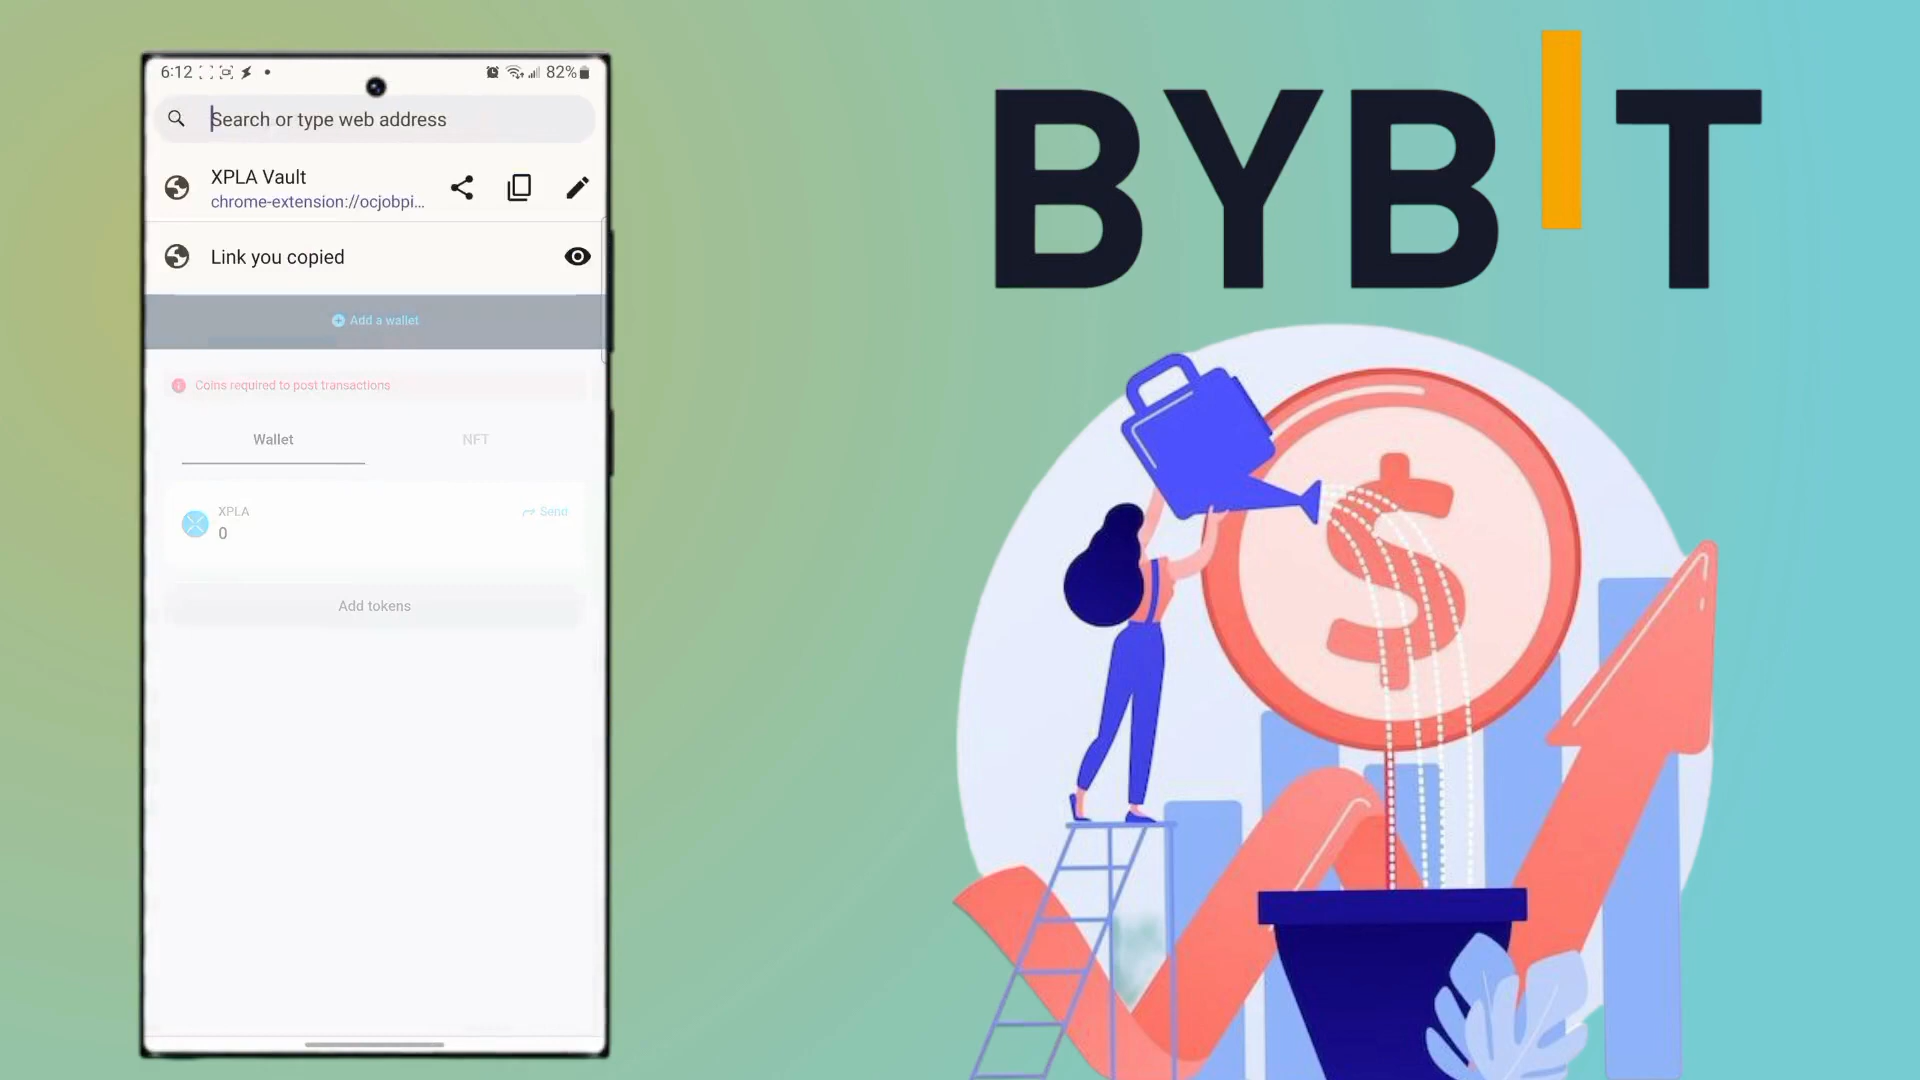 6:12
82%
Search or type web address
XPLA Vault
chrome-extension://ocjobpi...
Link you copied
Add a wallet
Coins required to post transactions
Wallet
NFT
XPLA
Send
0
Add tokens
BYBIT
$